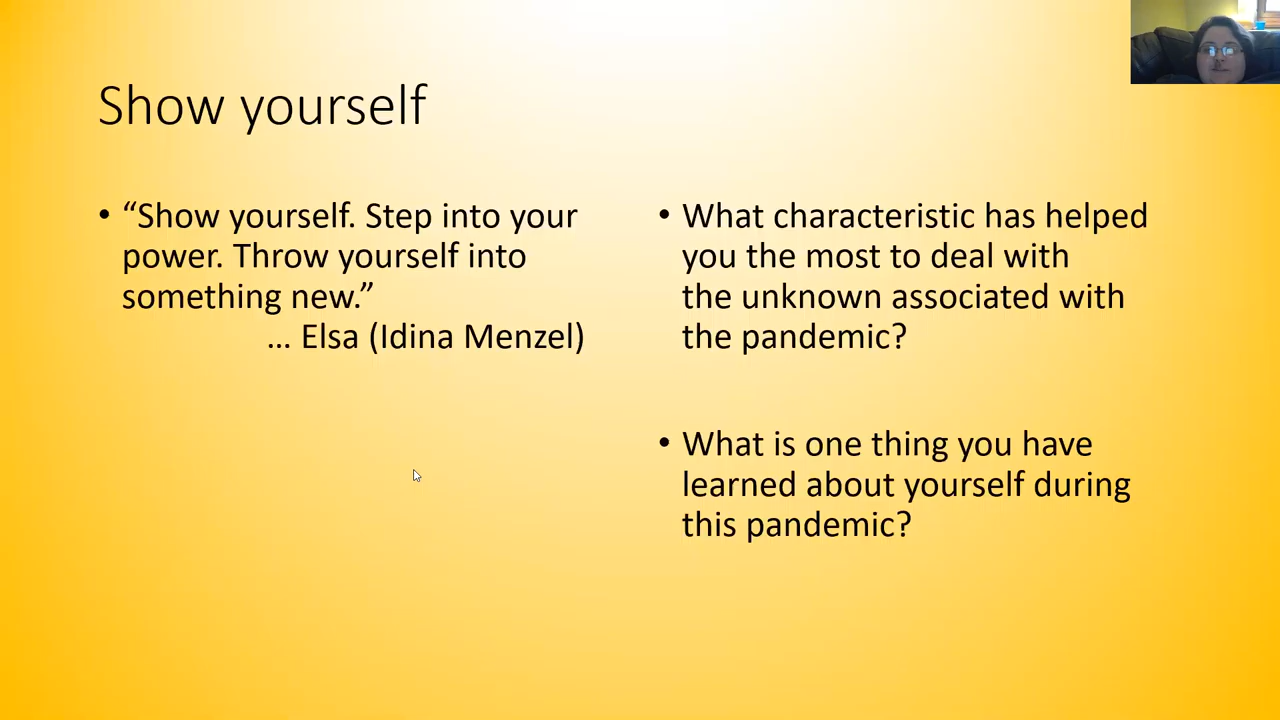 Show yourself
• “Show yourself. Step into your
power. Throw yourself into
something new.”
… Elsa (Idina Menzel)
• What characteristic has helped
you the most to deal with
the unknown associated with
the pandemic?
• What is one thing you have
learned about yourself during
this pandemic?